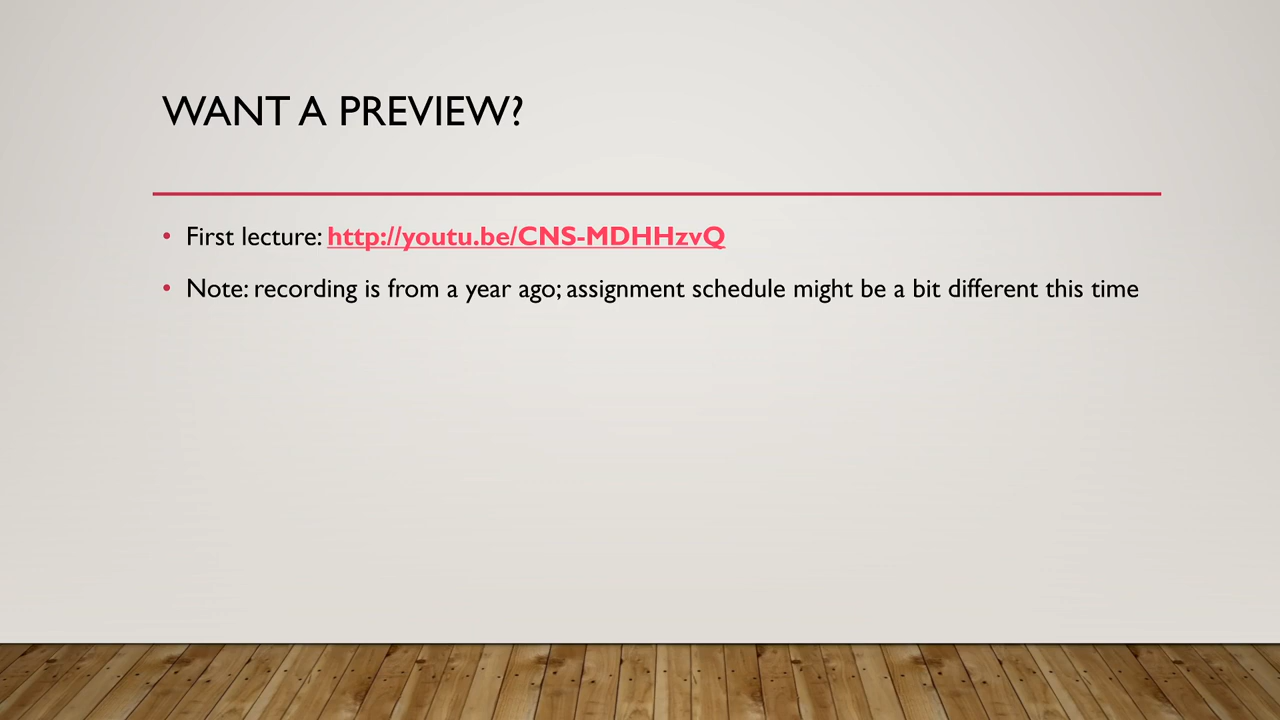 WANT A PREVIEW?
• First lecture: http://youtu.be/CNS-MDHHzvQ
• Note: recording is from a year ago; assignment schedule might be a bit different this time